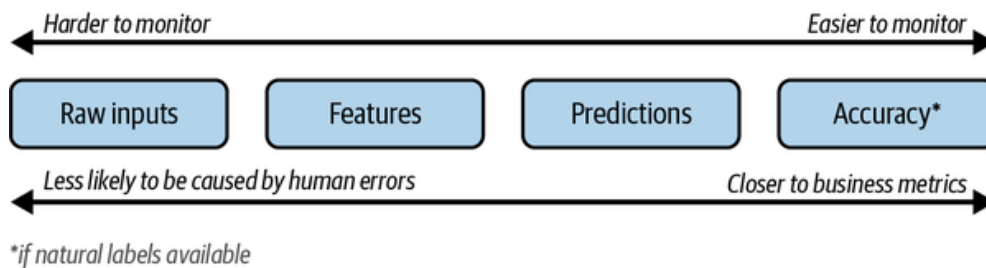 Harder to monitor Easier to monitor
Raw inputs Features Predictions Accuracy*
Less likely to be caused by human errors Closer to business metrics
*if natural labels available